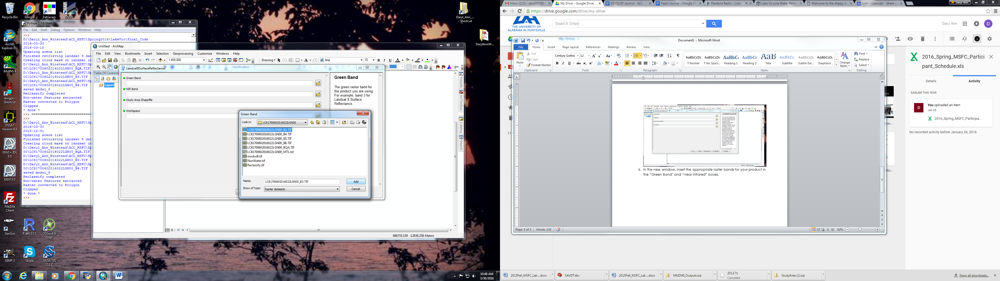 Recycle Bin
Google
Tetracam
SNAP
ArcGIS
Explorer D...
BASINS 4
dnrgps -
Shortcut
DSSAT
Version 4.5
ENVI + IDL
5.0
ENVI 5.0
FileZilla
Client
GenScn
R x64 3.0.1
OSGeo4W
Shell
GIMP 2
Skype
SAGA GIS
(2.1.2)
Daryl_Ann_...
- Shortcut
DarylAnnW...
Python 2.7.8 Shell
File Edit Shell Debug Options Windows Help
>>>
D:\Daryl_Ann_Winstead\ACL_MSFC\Spring2016\LakeVic\Final_Code
2016-03-30
2016-03-15
Updating scene list
Finished retrieving landsat 8 dat
Creating cloud mask on landsat im
D:\Daryl_Ann_Winstead\ACL_MSFC\Sp
00\LC81700602016022LGN00_BQA.TIF
D:\Daryl_Ann_Winstead\ACL_MSFC\Sp
00\LC81700602016022LGN00_B3.TIF
D:\Daryl_Ann_Winstead\ACL_MSFC\Sp
00\LC81700602016022LGN00_B6.TIF
saved mndwi_8
Reclassify completed
Non-water features extracted
Raster converted to Polygon
Clipped
* done *
>>> ================================
>>>
D:\Daryl_Ann_Winstead\ACL_MSFC\Sp
2016-03-30
2015-12-31
Updating scene list
Finished retrieving landsat 8 dat
Creating cloud mask on landsat im
D:\Daryl_Ann_Winstead\ACL_MSFC\Sp
00\LC81700602016022LGN00_BQA.TIF
D:\Daryl_Ann_Winstead\ACL_MSFC\Sp
00\LC81700602016022LGN00_B3.TIF
D:\Daryl_Ann_Winstead\ACL_MSFC\Sp
00\LC81700602016022LGN00_B6.TIF
saved mndwi_8
Reclassify completed
Non-water features extracted
Raster converted to Polygon
Clipped
* done *
>>>
Untitled - ArcMap
File Edit View Bookmarks Insert Selection Geoprocessing Customize Windows Help
1:400,000
Drawing
Arial
10
B I U A
Table Of Contents
Layers
Results
ArcToolbox
Catalog
Search
686755.159 -12836.258 Meters
Landsat8SurfaceReflectance
Green Band
NIR Band
Study Area Shapefile
Workspace
Green Band
The green raster band for
the product you are using.
For example, band 3 for
Landsat 8 Surface
Reflectance.
Green Band
Look in: LC81700602016022LGN00
LC81700602016022LGN00_B3.TIF
LC81700602016022LGN00_B4.TIF
LC81700602016022LGN00_B5.TIF
LC81700602016022LGN00_B6.TIF
LC81700602016022LGN00_BQA.TIF
LC81700602016022LGN00_MTL.txt
mndwi8.tif
NonWater.tif
Reclassify.tif
Name: LC81700602016022LGN00_B3.TIF Add
Show of type: Raster datasets Cancel
10:48 AM
3/30/2016
Inbox (223) - daw0005@u
My Drive - Google Drive
DEVELOP Journal - ACL -
Team Journal - Google Do
Pandora Radio - Listen
Lake Victoria Water Resou
Welcome to the dnppy do
UAH - Calendar - Week of
Daryl Ann
https://drive.google.com/drive/my-drive
THE UNIVERSITY OF
ALABAMA IN HUNTSVILLE
Search Drive
Daryl Ann
D
Document1 - Microsoft Word
File Home Insert Page Layout References Mailings Review View
Paste
Cut
Copy
Format Painter
Clipboard
Century Gothic 12
B I U abc
Font
Paragraph
AaBbCcDc AaBbCcDc AaBbCc AaBbCc AaB AaBbCc. AaBbCcDc AaBbCcDc
¶ Normal ¶ No Spaci... Heading 1 Heading 2 Title Subtitle Subtle Em... Emphasis
Styles
Change
Styles
Find
Replace
Select
Editing
4. In the new window, insert the appropriate raster bands for your product in
the “Green Band” and “Near Infrared” boxes.
Page: 3 of 3 Words: 133
82%
2016_Spring_MSFC_Partici
pant_Schedule.xls
Details Activity
EARLIER THIS YEAR
D You uploaded an item
Jan 26
2016_Spring_MSFC_Participa...
No recorded activity before January 26, 2016
2015Fall_MSFC_Lak....docx
SAVDT.tbx
2015Fall_MSFC_Lak....docx
MNDWI_Outputs.zip
2013.7z
Canceled
StudyArea (1).zip
Show all downloads...